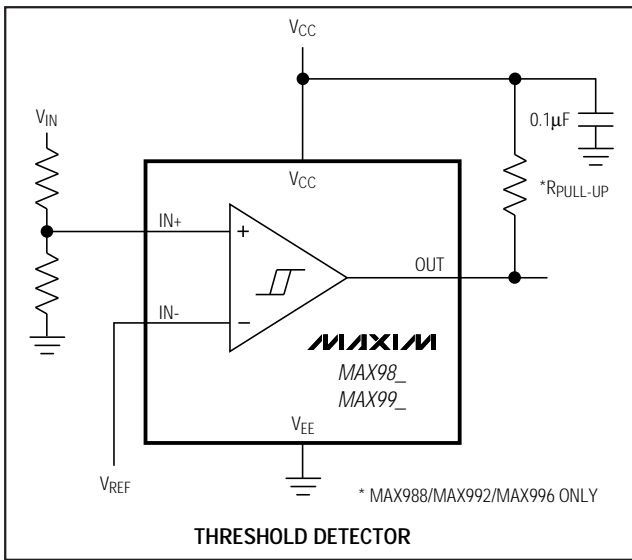 VCC
VIN
0.1μF
VCC
*RPULL-UP
IN+
+
OUT
IN-
−
MAXIM
MAX98_
MAX99_
VEE
VREF
* MAX988/MAX992/MAX996 ONLY
THRESHOLD DETECTOR